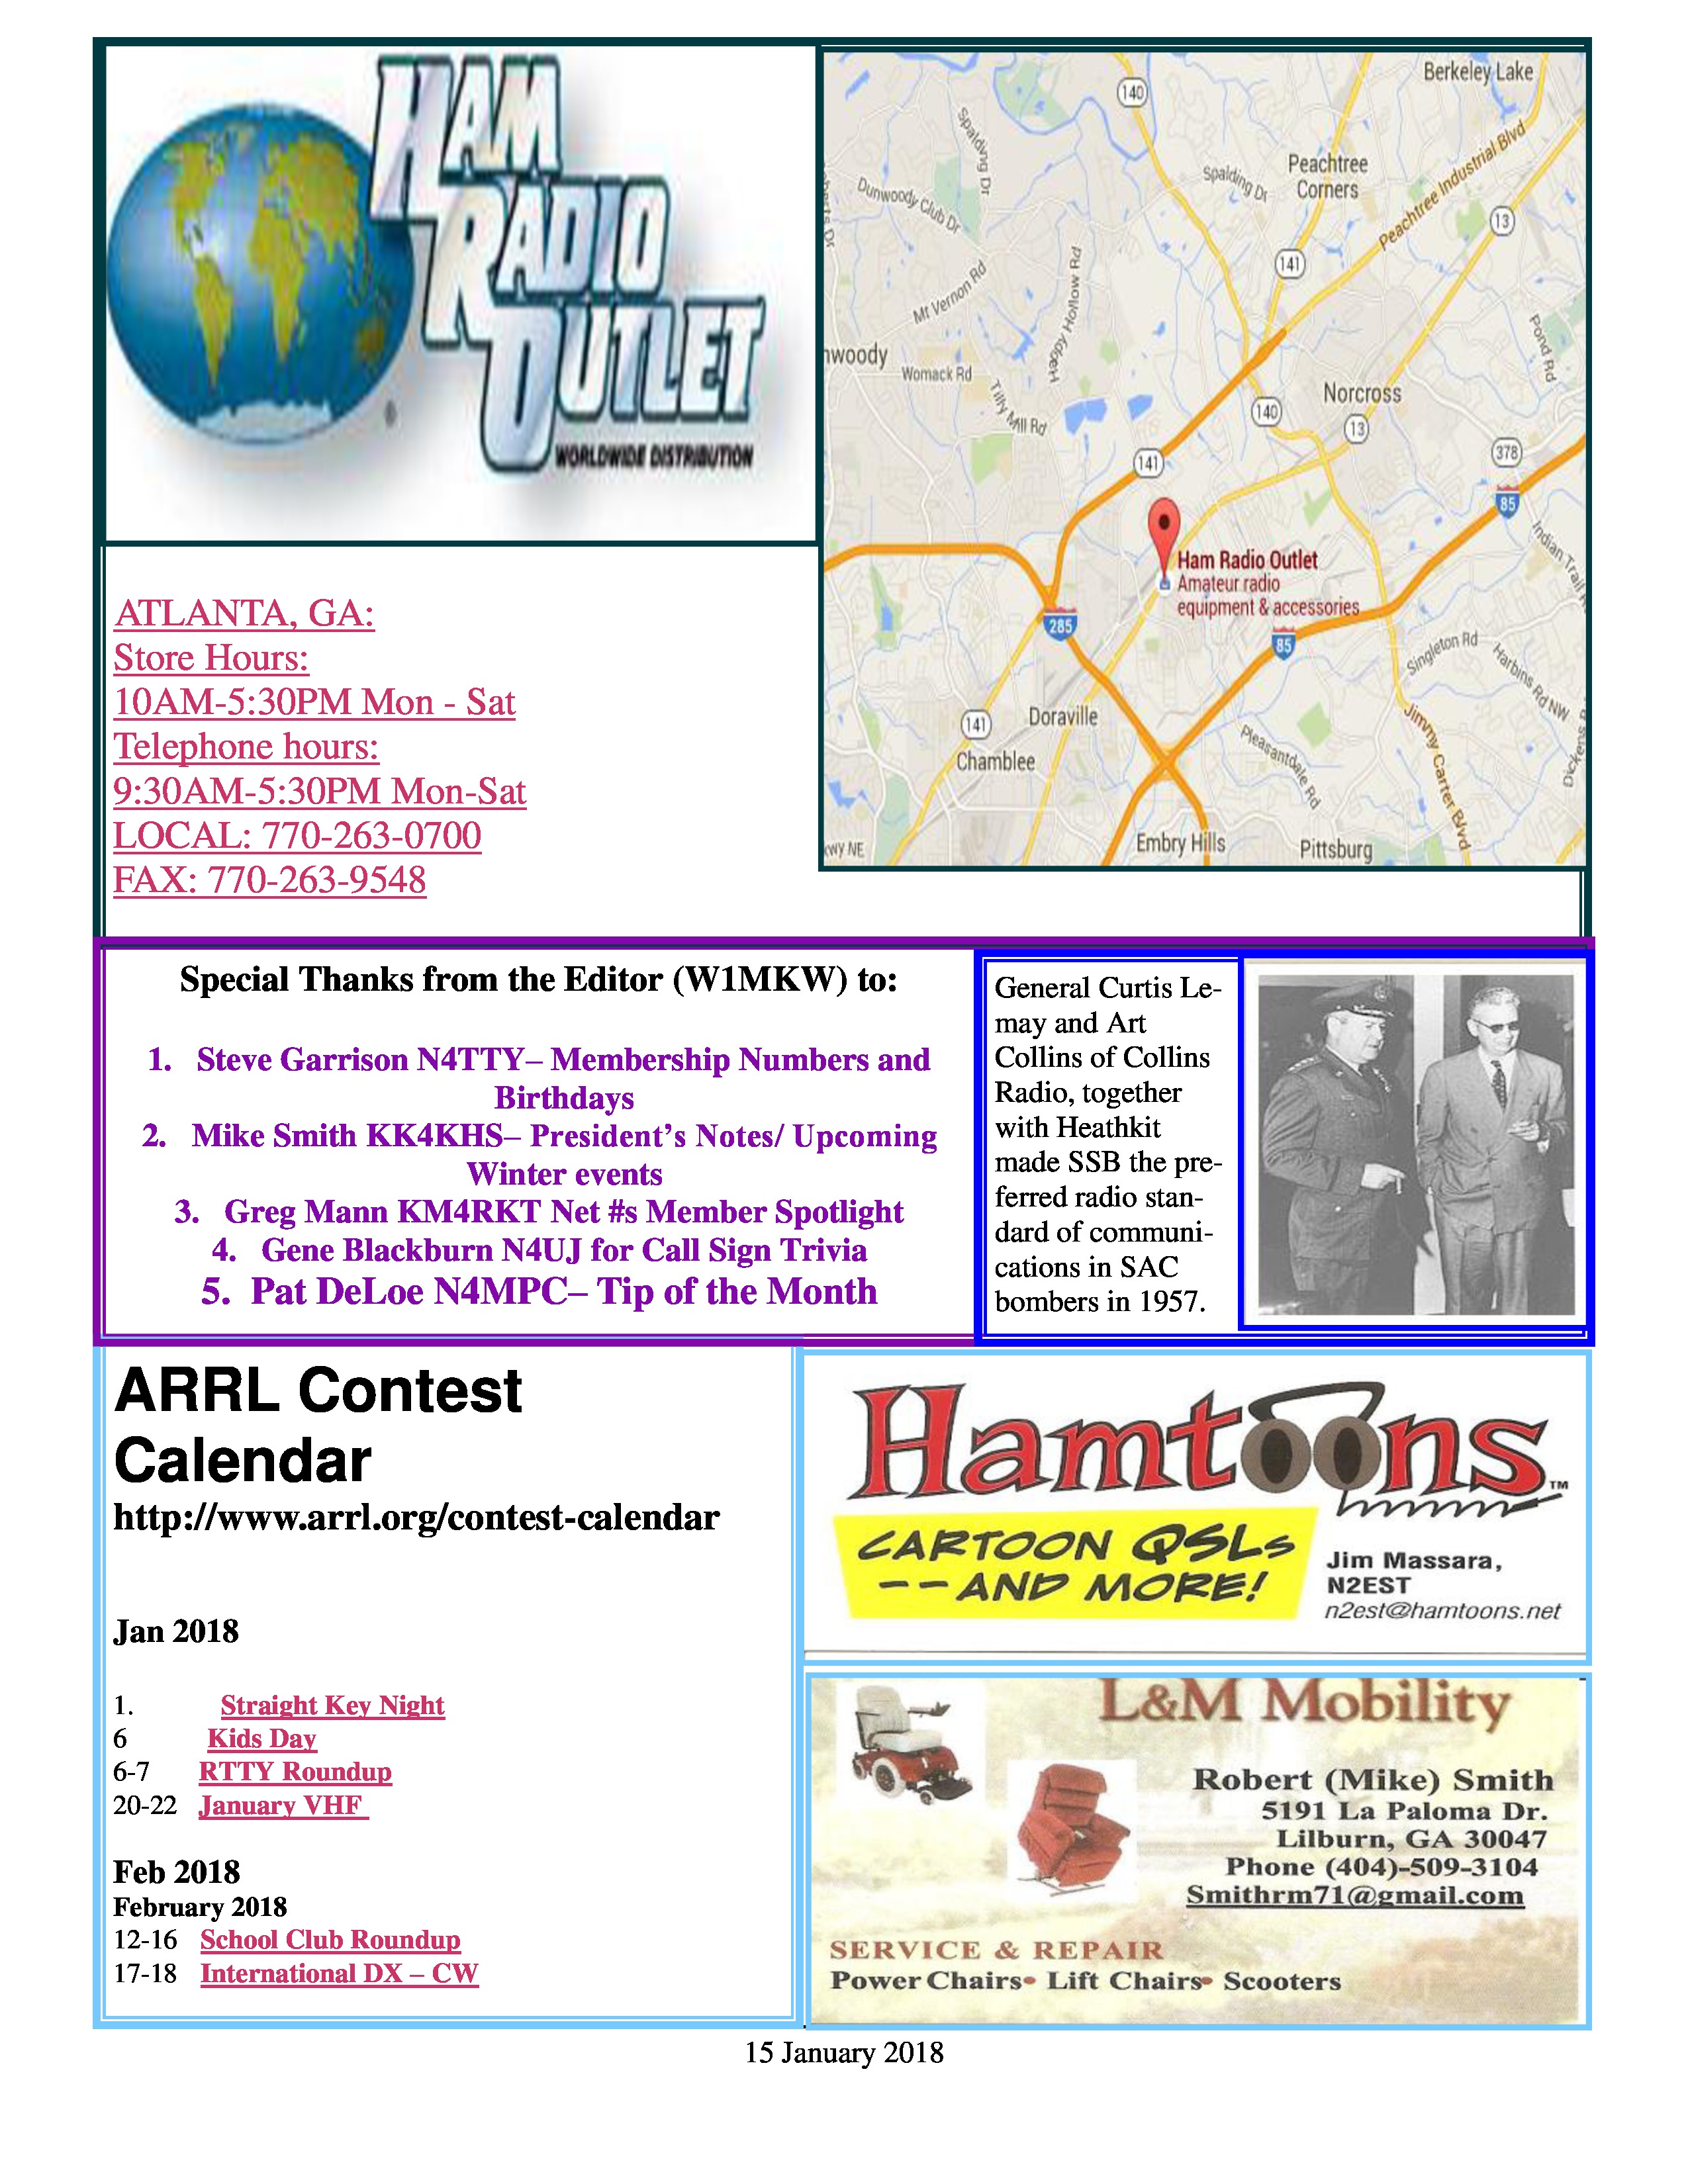 HAM
RADIO
OUTLET
WORLDWIDE DISTRIBUTION
Berkeley Lake
140
Spalding Dr
Peachtree
Corners
Spalding Dr
Peachtree Industrial Blvd
Dunwoody Club Dr
13
141
Mt Vernon Rd
Happy Hollow Rd
Pond Rd
nwoody
Womack Rd
Tilly Mill Rd
Norcross
140
13
378
141
85
Indian Trail
Ham Radio Outlet
Amateur radio
equipment & accessories
285
85
Singleton Rd
Harbins Rd NW
Jimmy Carter Blvd
141
Doraville
Pleasantdale Rd
Chamblee
Dickens
Embry Hills
Pittsburg
wy NE
ATLANTA, GA:
Store Hours:
10AM-5:30PM Mon - Sat
Telephone hours:
9:30AM-5:30PM Mon-Sat
LOCAL: 770-263-0700
FAX: 770-263-9548
Special Thanks from the Editor (W1MKW) to:
1. Steve Garrison N4TTY– Membership Numbers and
Birthdays
2. Mike Smith KK4KHS– President’s Notes/ Upcoming
Winter events
3. Greg Mann KM4RKT Net #s Member Spotlight
4. Gene Blackburn N4UJ for Call Sign Trivia
5. Pat DeLoe N4MPC– Tip of the Month
General Curtis Le-
may and Art
Collins of Collins
Radio, together
with Heathkit
made SSB the pre-
ferred radio stan-
dard of communi-
cations in SAC
bombers in 1957.
ARRL Contest
Calendar
http://www.arrl.org/contest-calendar
Jan 2018
1. Straight Key Night
6 Kids Day
6-7 RTTY Roundup
20-22 January VHF
Feb 2018
February 2018
12-16 School Club Roundup
17-18 International DX – CW
Hamtoons™
CARTOON QSLs
--AND MORE!
Jim Massara,
N2EST
n2est@hamtoons.net
L&M Mobility
Robert (Mike) Smith
5191 La Paloma Dr.
Lilburn, GA 30047
Phone (404)-509-3104
Smithrm71@gmail.com
SERVICE & REPAIR
Power Chairs• Lift Chairs• Scooters
15 January 2018